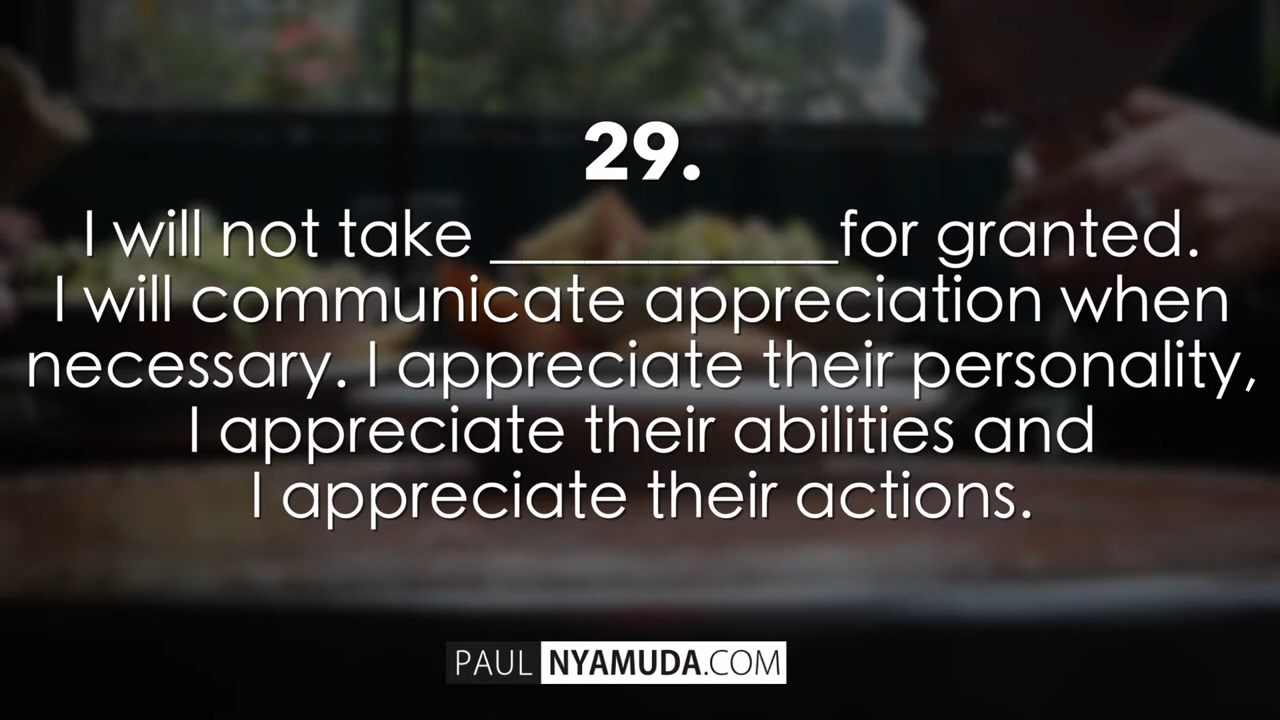 29.
I will not take ___________for granted.
I will communicate appreciation when
necessary. I appreciate their personality,
I appreciate their abilities and
I appreciate their actions.
PAUL NYAMUDA.COM